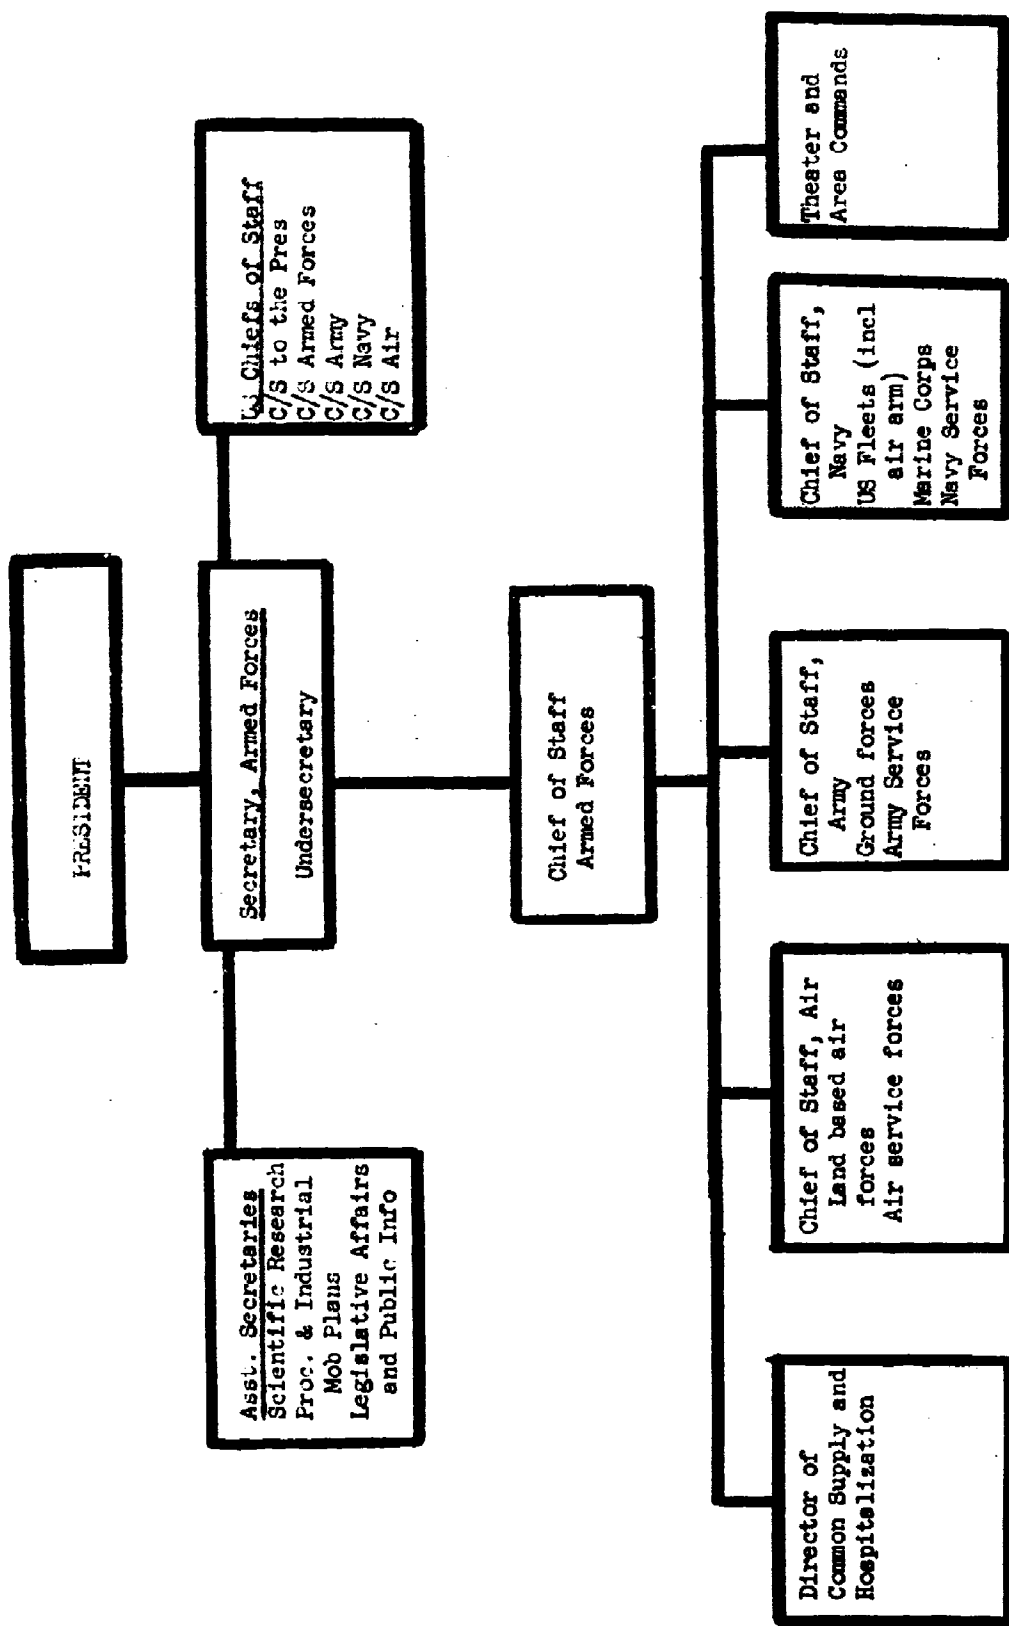 PRESIDENT
Secretary, Armed Forces
Undersecretary
Asst. Secretaries
Scientific Research
Proc. & Industrial
Mob Plans
Legislative Affairs
and Public Info
US Chiefs of Staff
C/S to the Pres
C/S Armed Forces
C/S Army
C/S Navy
C/S Air
Chief of Staff
Armed Forces
Director of
Common Supply and
Hospitalization
Chief of Staff, Air
Land based air
forces
Air service forces
Chief of Staff,
Army
Ground forces
Army Service
Forces
Chief of Staff,
Navy
US Fleets (incl
air arm)
Marine Corps
Navy Service
Forces
Theater and
Area Commands